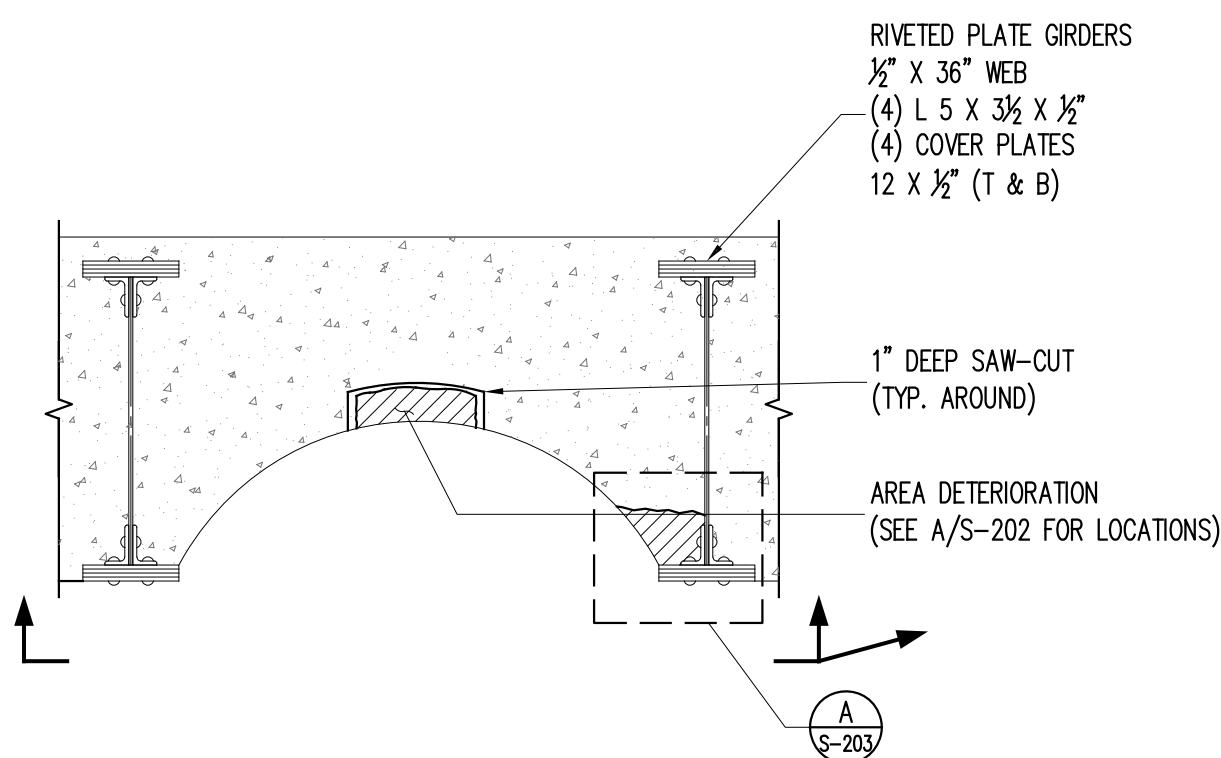 RIVETED PLATE GIRDERS
½" X 36" WEB
(4) L 5 X 3½ X ½"
(4) COVER PLATES
12 X ½" (T & B)
1" DEEP SAW-CUT
(TYP. AROUND)
AREA DETERIORATION
(SEE A/S-202 FOR LOCATIONS)
A
S-203